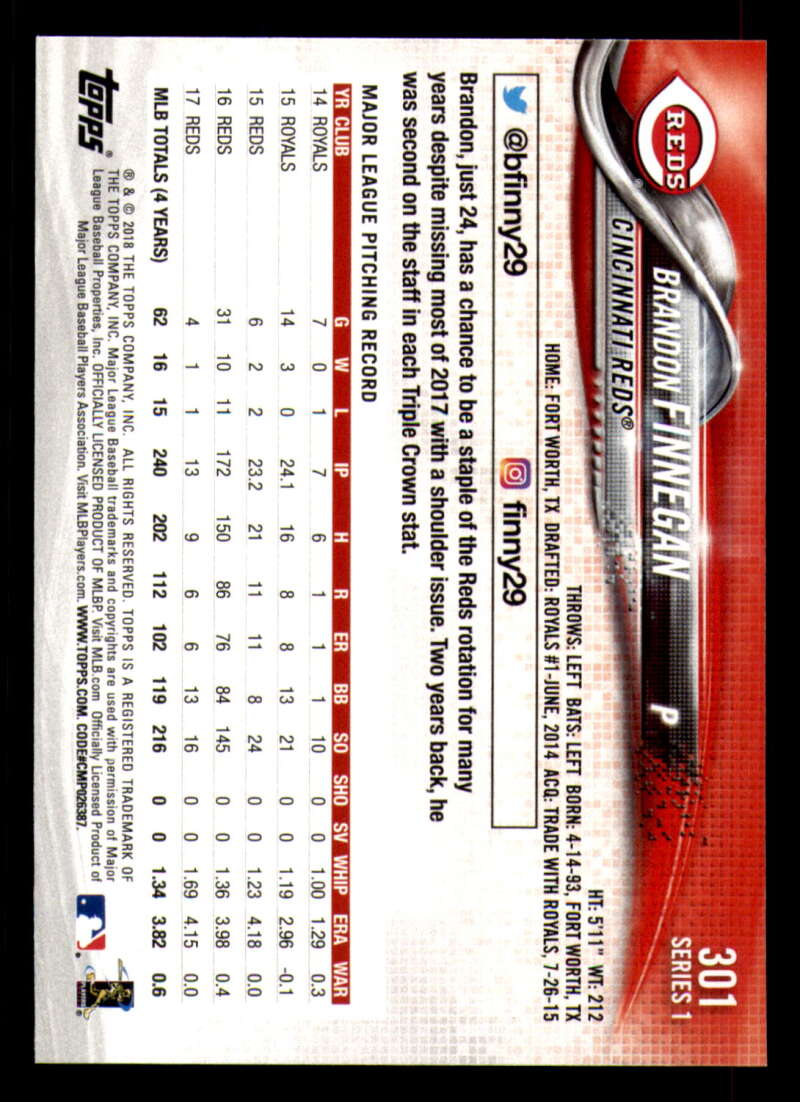 301
SERIES 1
REDS
®
BRANDON FINNEGAN P
CINCINNATI REDS®
HT: 5'11" WT: 212
THROWS: LEFT BATS: LEFT BORN: 4-14-93, FORT WORTH, TX
HOME: FORT WORTH, TX DRAFTED: ROYALS #1-JUNE, 2014 ACQ: TRADE WITH ROYALS, 7-26-15
@bfinny29 finny29
Brandon, just 24, has a chance to be a staple of the Reds rotation for many
years despite missing most of 2017 with a shoulder issue. Two years back, he
was second on the staff in each Triple Crown stat.
MAJOR LEAGUE PITCHING RECORD
YR CLUB G W L IP H R ER BB SO SHO SV WHIP ERA WAR
14 ROYALS 7 0 1 7 6 1 1 1 10 0 0 1.00 1.29 0.3
15 ROYALS 14 3 0 24.1 16 8 8 13 21 0 0 1.19 2.96 -0.1
15 REDS 6 2 2 23.2 21 11 11 8 24 0 0 1.23 4.18 0.0
16 REDS 31 10 11 172 150 86 76 84 145 0 0 1.36 3.98 0.4
17 REDS 4 1 1 13 9 6 6 13 16 0 0 1.69 4.15 0.0
MLB TOTALS (4 YEARS) 62 16 15 240 202 112 102 119 216 0 0 1.34 3.82 0.6
topps®
® & © 2018 THE TOPPS COMPANY, INC. ALL RIGHTS RESERVED. TOPPS IS A REGISTERED TRADEMARK OF
THE TOPPS COMPANY, INC. Major League Baseball trademarks and copyrights are used with permission of Major
League Baseball Properties, Inc. OFFICIALLY LICENSED PRODUCT OF MLBP. Visit MLB.com Officially Licensed Product of
Major League Baseball Players Association. Visit MLBPlayers.com. WWW.TOPPS.COM. CODE#CMP026387.